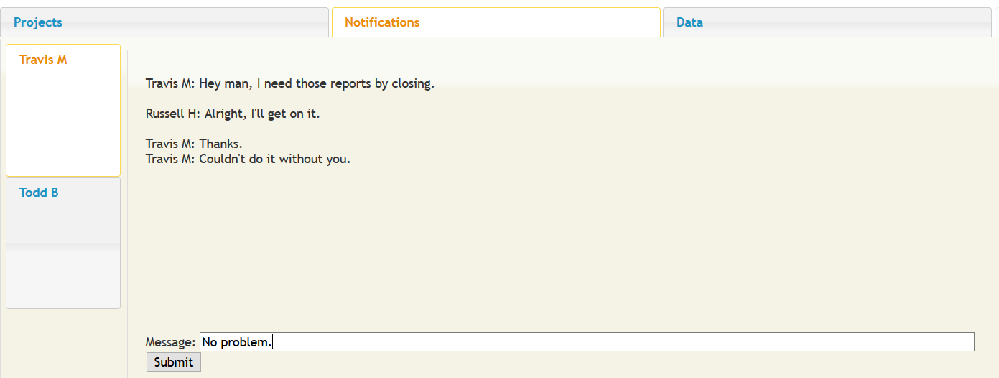 Projects
Notifications
Data
Travis M
Todd B
Travis M: Hey man, I need those reports by closing.
Russell H: Alright, I'll get on it.
Travis M: Thanks.
Travis M: Couldn't do it without you.
Message: No problem.
Submit